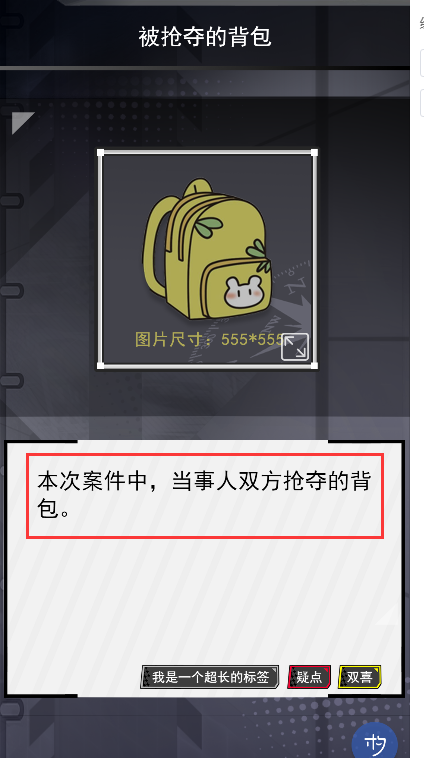 被抢夺的背包
图片尺寸：555*555
本次案件中，当事人双方抢夺的背
包。
我是一个超长的标签 疑点 双喜